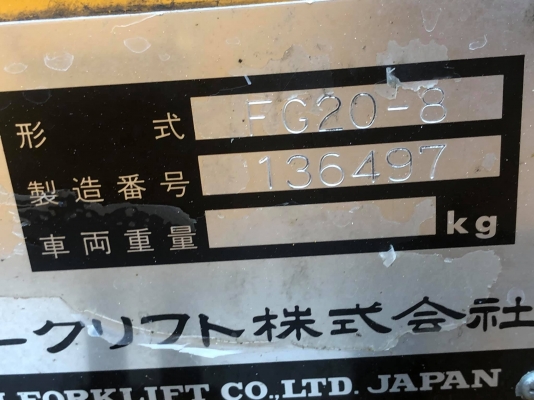 形 式 FG20-8
製造番号 136497
車両重量 kg
ークリフト株式会社
FORKLIFT CO.,LTD. JAPAN